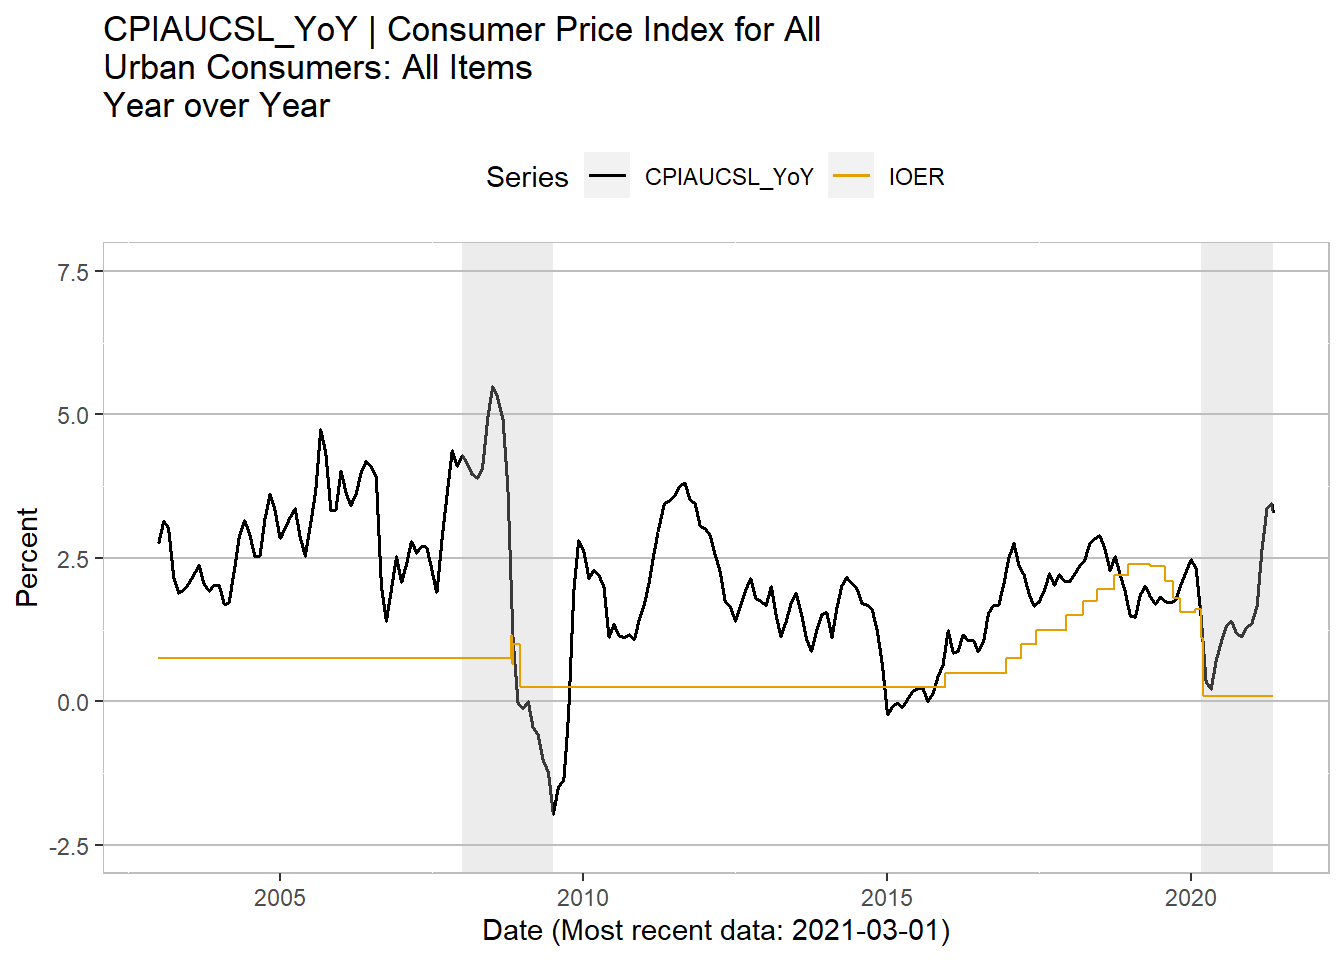 CPIAUCSL_YoY | Consumer Price Index for All
Urban Consumers: All Items
Year over Year
Series CPIAUCSL_YoY IOER
7.5
5.0
2.5
0.0
-2.5
Percent
2005 2010 2015 2020
Date (Most recent data: 2021-03-01)